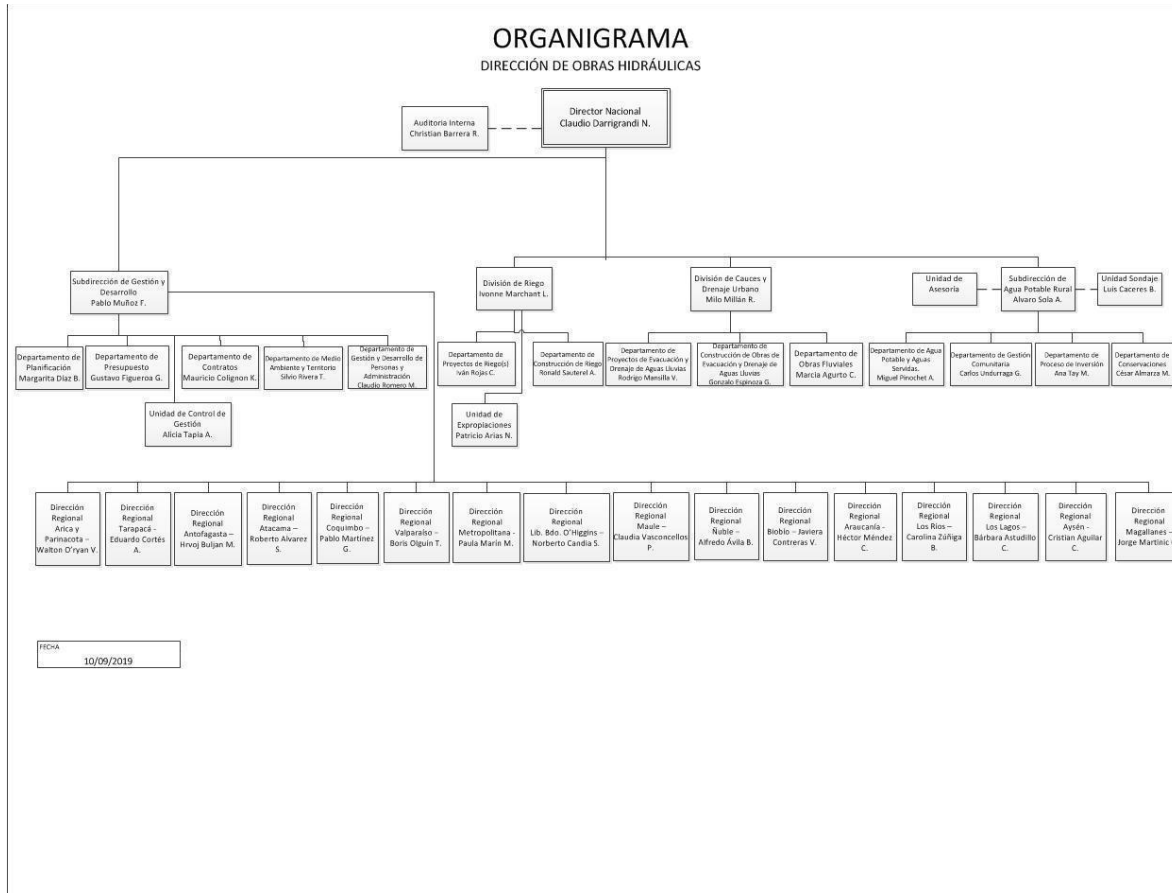 ORGANIGRAMA
DIRECCIÓN DE OBRAS HIDRÁULICAS
Director Nacional
Claudio Darrigrandi N.
Auditoria Interna
Christian Barrera R.
Subdirección de Gestión y
Desarrollo
Pablo Muñoz F.
División de Riego
Ivonne Marchant L.
División de Cauces y
Drenaje Urbano
Milo Millán R.
Unidad de
Asesoría
Subdirección de
Agua Potable Rural
Alvaro Sola A.
Unidad Sondaje
Luis Caceres B.
Departamento de
Planificación
Margarita Díaz B.
Departamento de
Presupuesto
Gustavo Figueroa G.
Departamento de
Contratos
Mauricio Colignon K.
Departamento de Medio
Ambiente y Territorio
Silvio Rivera T.
Departamento de
Gestión y Desarrollo de
Personas y
Administración
Claudio Romero M.
Departamento de
Proyectos de Riego(s)
Iván Rojas C.
Departamento de
Construcción de Riego
Ronald Sauterel A.
Departamento de
Proyectos de Evacuación y
Drenaje de Aguas Lluvias
Rodrigo Mansilla V.
Departamento de
Construcción de Obras de
Evacuación y Drenaje de
Aguas Lluvias
Gonzalo Espinoza G.
Departamento de
Obras Fluviales
Marcia Agurto C.
Departamento de Agua
Potable y Aguas
Servidas.
Miguel Pinochet A.
Departamento de Gestión
Comunitaria
Carlos Undurraga G.
Departamento de
Proceso de Inversión
Ana Tay M.
Departamento de
Conservaciones
César Almarza M.
Unidad de Control de
Gestión
Alicia Tapia A.
Unidad de
Expropiaciones
Patricio Arias N.
Dirección
Regional
Arica y
Parinacota –
Walton O'ryan V.
Dirección
Regional
Tarapacá -
Eduardo Cortés
A.
Dirección
Regional
Antofagasta –
Hrvoj Buljan M.
Dirección
Regional
Atacama –
Roberto Alvarez
S.
Dirección
Regional
Coquimbo –
Pablo Martínez
G.
Dirección
Regional
Valparaíso –
Boris Olguín T.
Dirección
Regional
Metropolitana -
Paula Marín M.
Dirección
Regional
Lib. Bdo. O'Higgins –
Norberto Candia S.
Dirección
Regional
Maule –
Claudia Vasconcellos
P.
Dirección
Regional
Ñuble –
Alfredo Ávila B.
Dirección
Regional
Biobío – Javiera
Contreras V.
Dirección
Regional
Araucanía -
Héctor Méndez
C.
Dirección
Regional
Los Ríos –
Carolina Zúñiga
B.
Dirección
Regional
Los Lagos –
Bárbara Astudillo
C.
Dirección
Regional
Aysén -
Cristian Aguilar
C.
Dirección
Regional
Magallanes –
Jorge Martinic
FECHA
10/09/2019